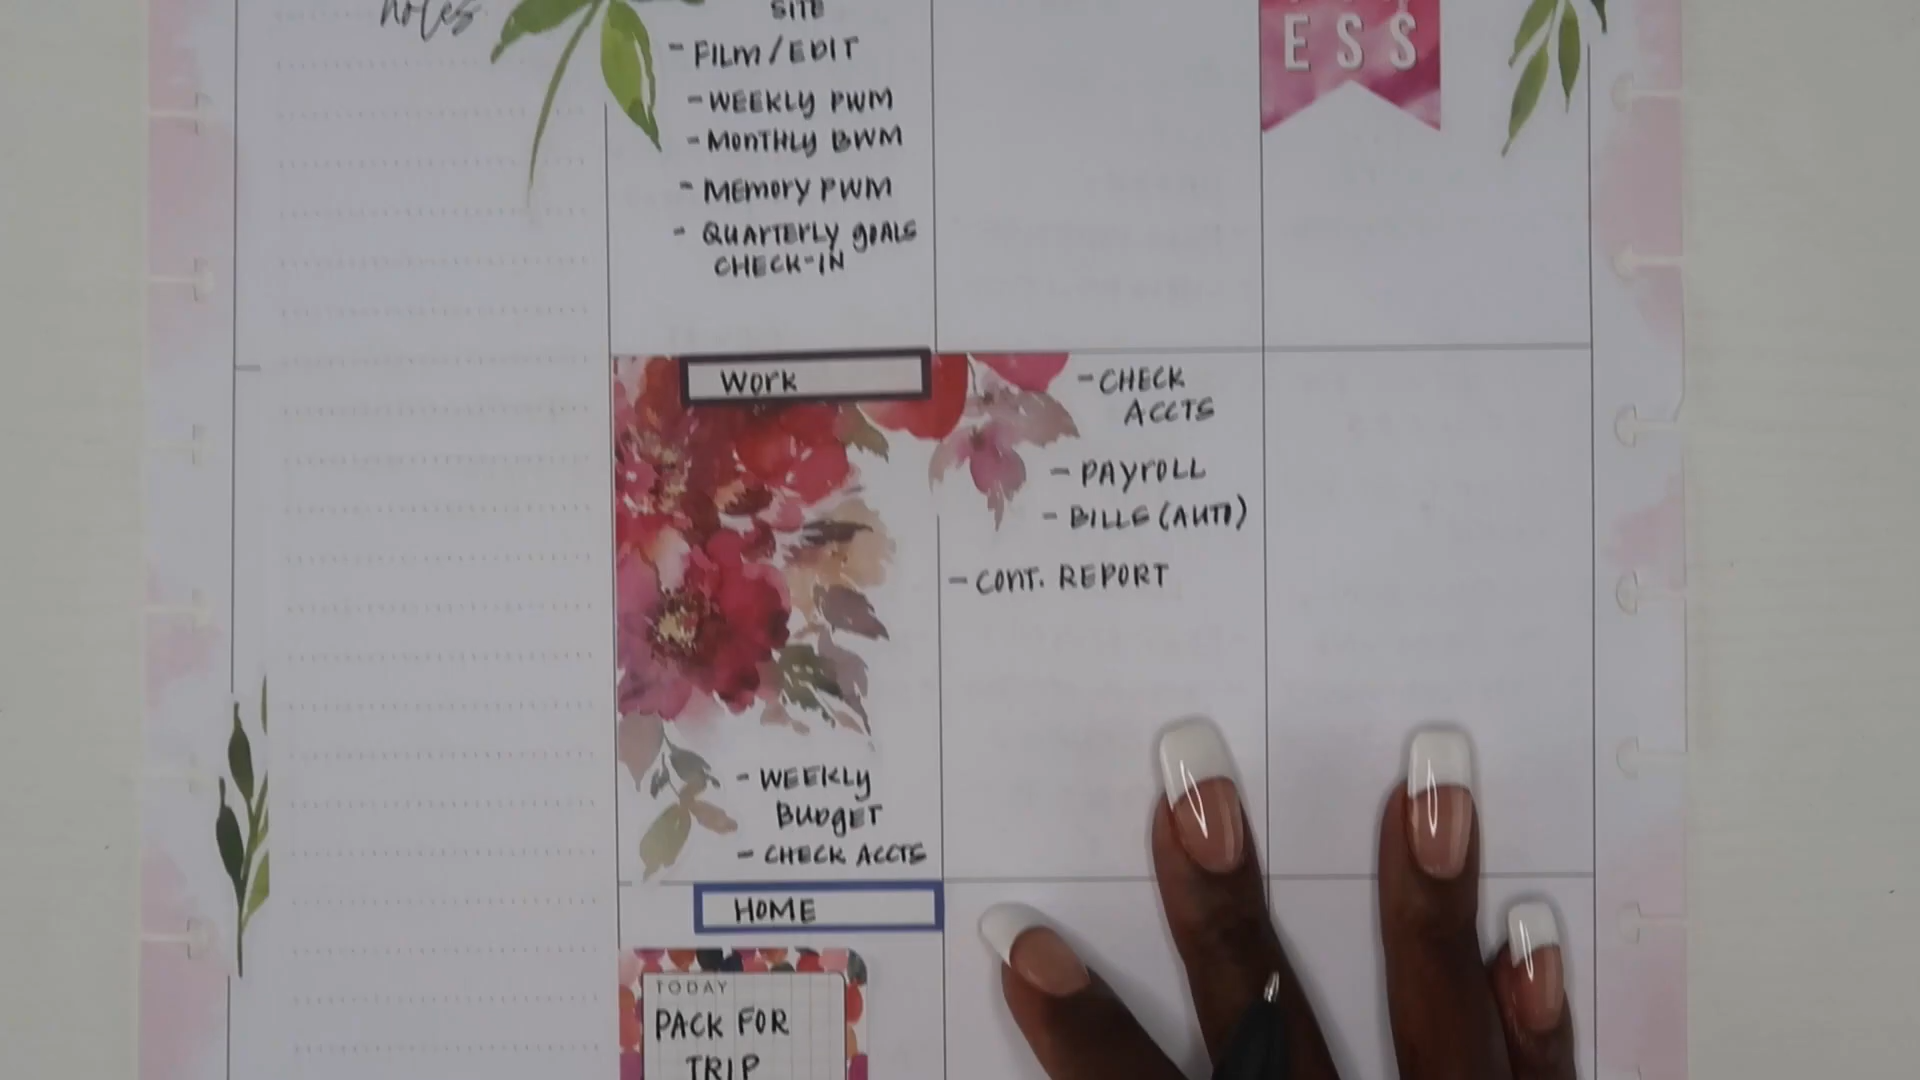 notes
SITE
- FILM / EDIT
- WEEKLY PWM
- MONTHLY BWM
- MEMORY PWM
- QUARTERLY GOALS
CHECK-IN
ESS
Work
- CHECK
ACCTS
- PAYROLL
- BILLS (AUTO)
- CONT. REPORT
- WEEKLY
BUDGET
- CHECK ACCTS
HOME
TODAY
PACK FOR
TRIP